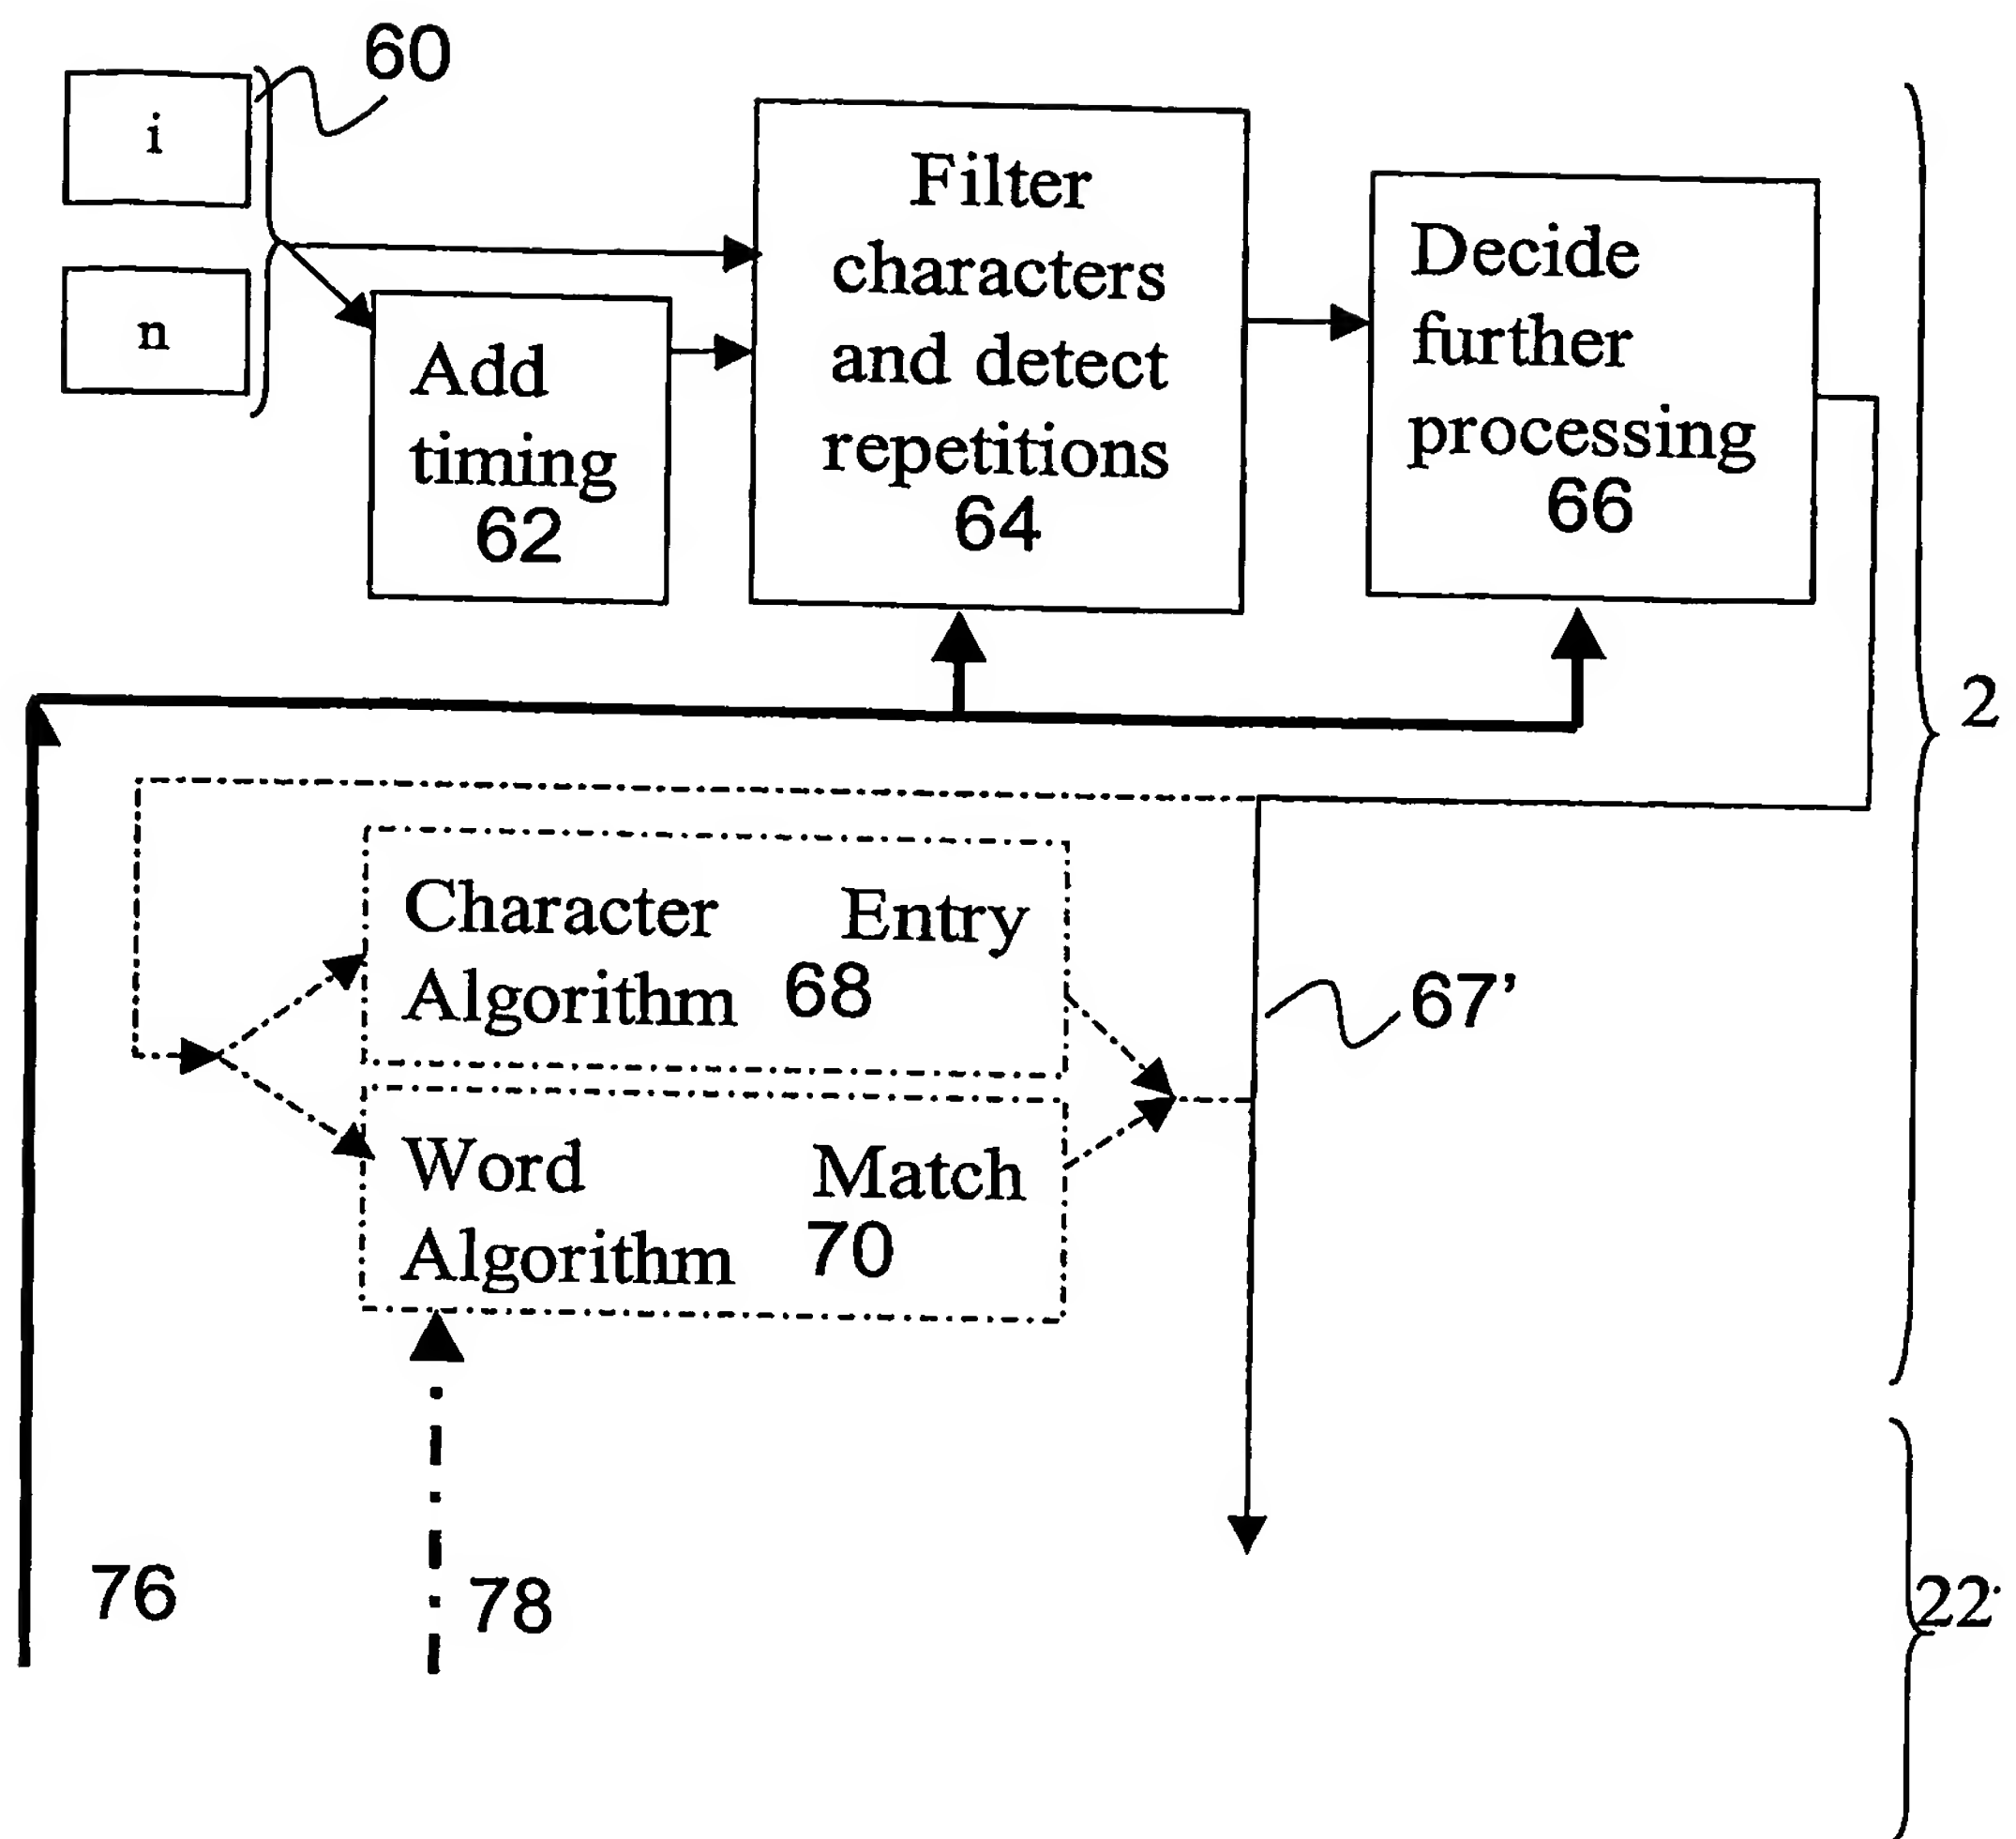 60
i
n
Add
timing
62
Filter
characters
and detect
repetitions
64
Decide
further
processing
66
2
Character Entry
Algorithm 68
67’
Word Match
Algorithm 70
76
78
22